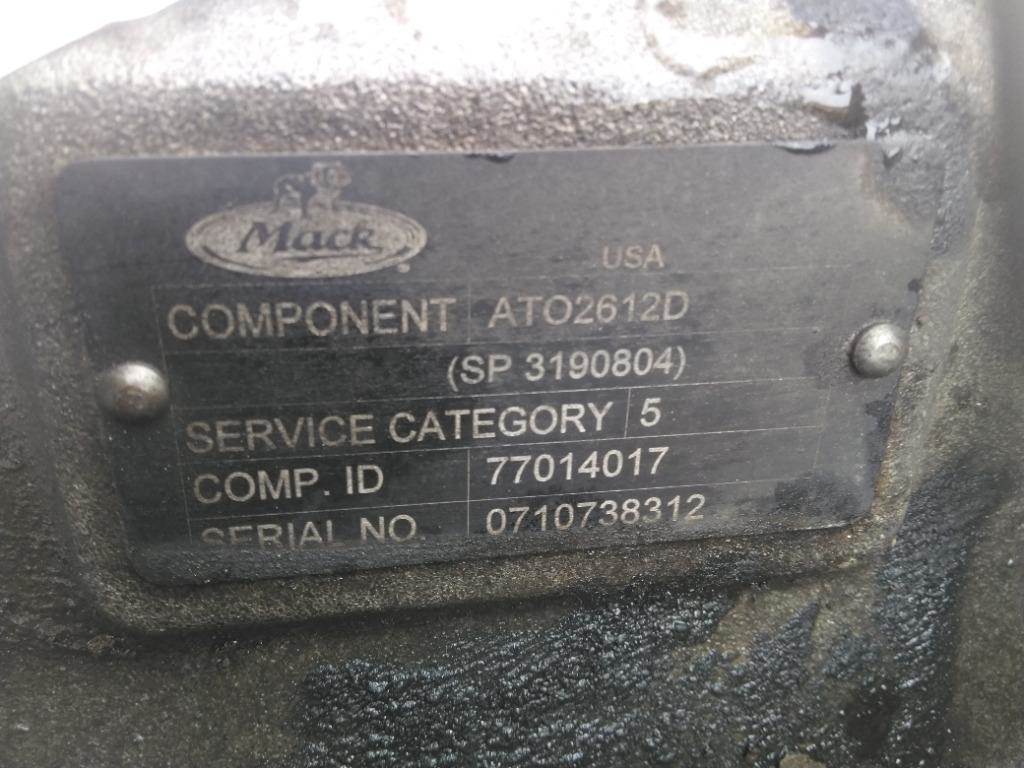 Mack
USA
COMPONENT ATO2612D
(SP 3190804)
SERVICE CATEGORY 5
COMP. ID 77014017
SERIAL NO. 0710738312